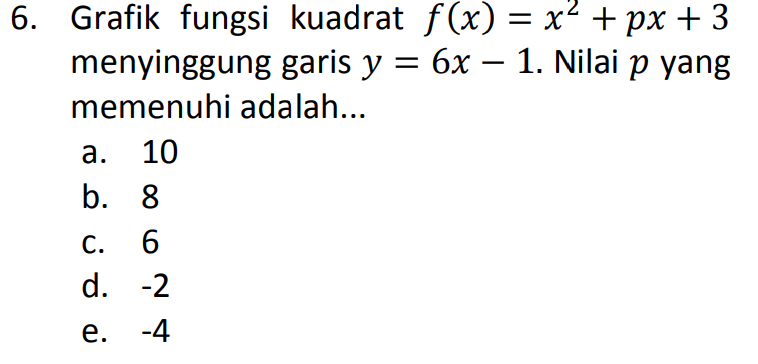 6. Grafik fungsi kuadrat f(x) = x² + px + 3
menyinggung garis y = 6x − 1. Nilai p yang
memenuhi adalah...
a. 10
b. 8
c. 6
d. -2
e. -4